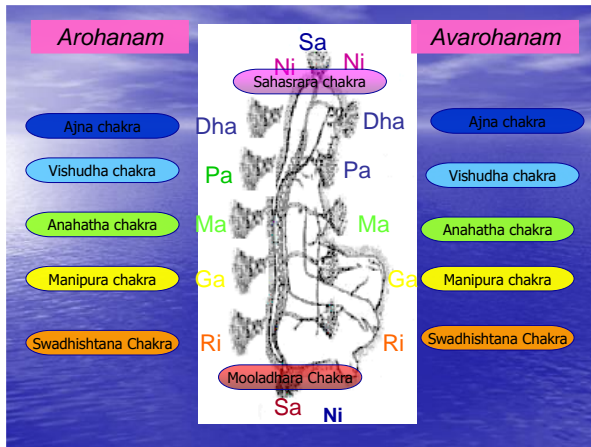 Arohanam
Sa
Avarohanam
Ni
Ni
Sahasrara chakra
Ajna chakra
Dha
Dha
Ajna chakra
Vishudha chakra
Pa
Pa
Vishudha chakra
Anahatha chakra
Ma
Ma
Anahatha chakra
Manipura chakra
Ga
Ga
Manipura chakra
Swadhishtana Chakra
Ri
Ri
Swadhishtana Chakra
Mooladhara Chakra
Sa
Ni